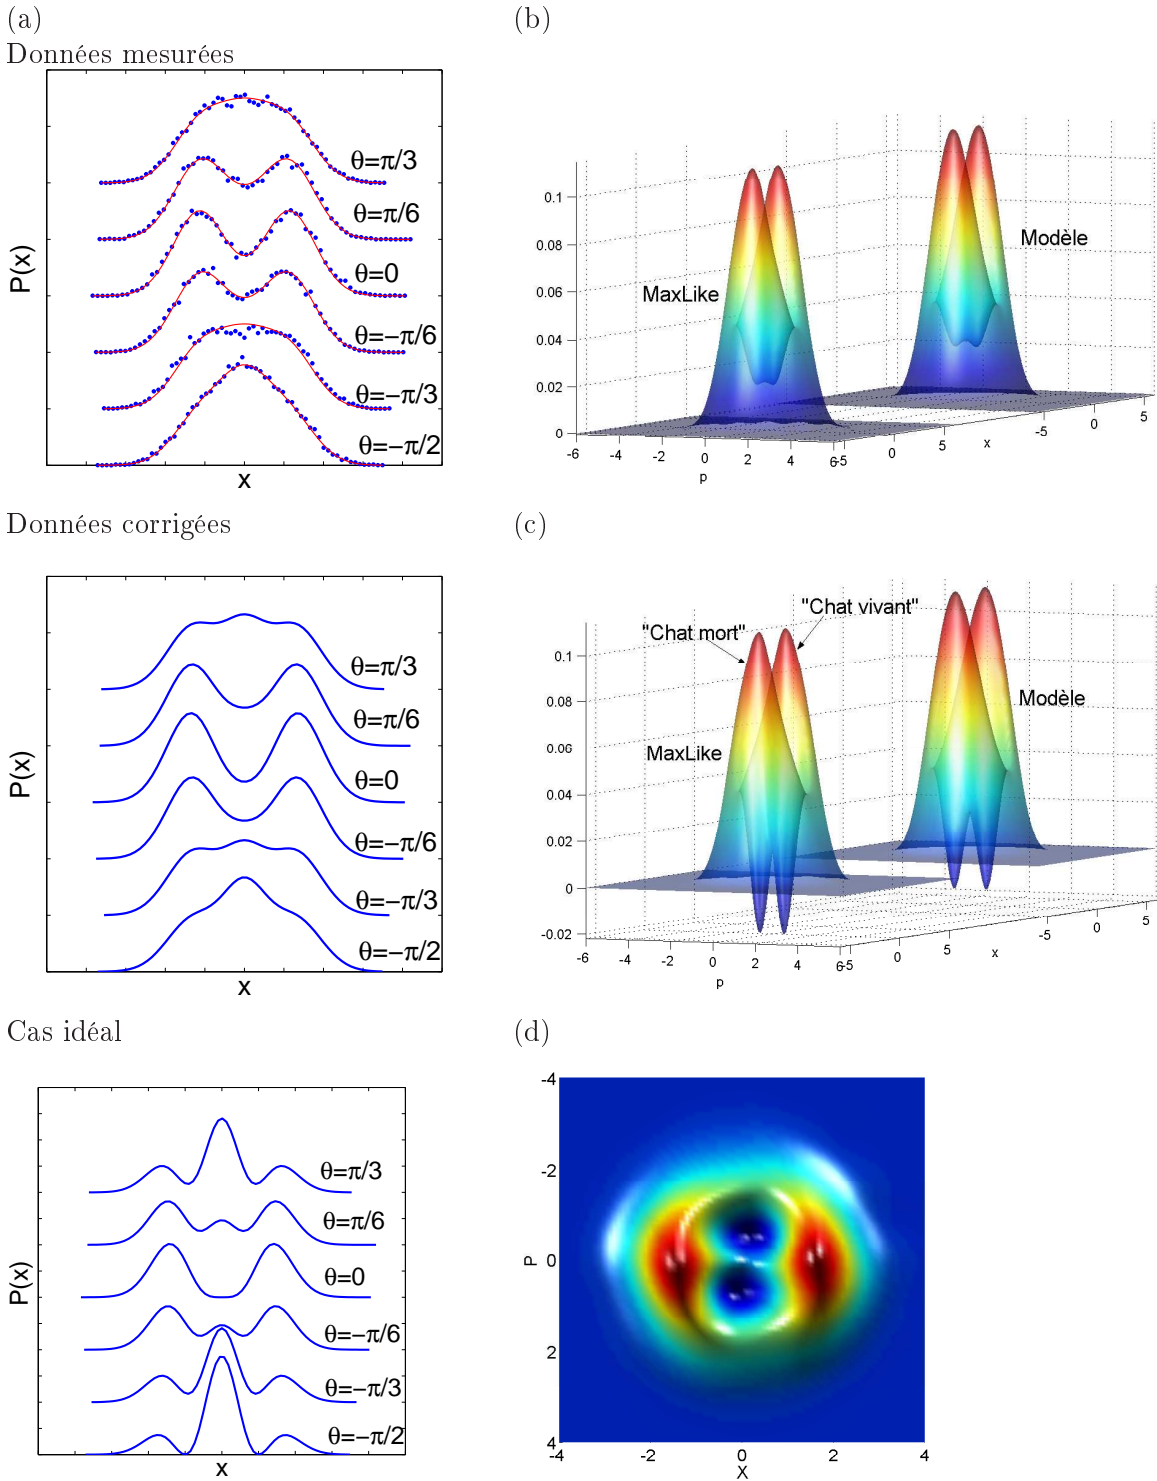 (a)
Données mesurées
θ=π/3
θ=π/6
θ=0
θ=−π/6
θ=−π/3
θ=−π/2
P(x)
x
(b)
0.1
0.08
0.06
0.04
0.02
0
MaxLike
Modèle
-6 -4 -2 0 2 4 6
p
-5 0 5
x
-5 0 5
Données corrigées
θ=π/3
θ=π/6
θ=0
θ=−π/6
θ=−π/3
θ=−π/2
P(x)
x
(c)
"Chat vivant"
"Chat mort"
0.1
0.08
0.06
0.04
0.02
0
-0.02
MaxLike
Modèle
-6 -4 -2 0 2 4 6
p
-5 0 5
x
-5 0 5
Cas idéal
θ=π/3
θ=π/6
θ=0
θ=−π/6
θ=−π/3
θ=−π/2
P(x)
x
(d)
-4
-2
0
2
4
P
-4 -2 0 2 4
X